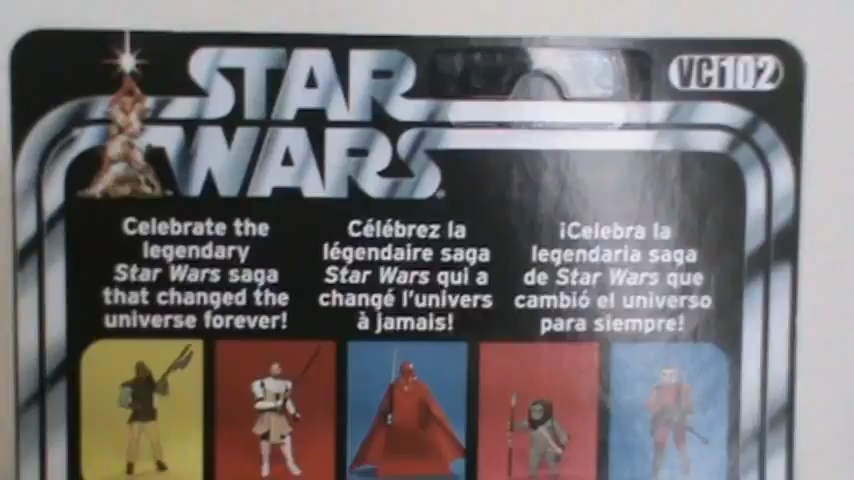 STAR
WARS
VC102
Celebrate the
legendary
Star Wars saga
that changed the
universe forever!
Célébrez la
légendaire saga
Star Wars qui a
changé l'univers
à jamais!
¡Celebra la
legendaria saga
de Star Wars que
cambió el universo
para siempre!